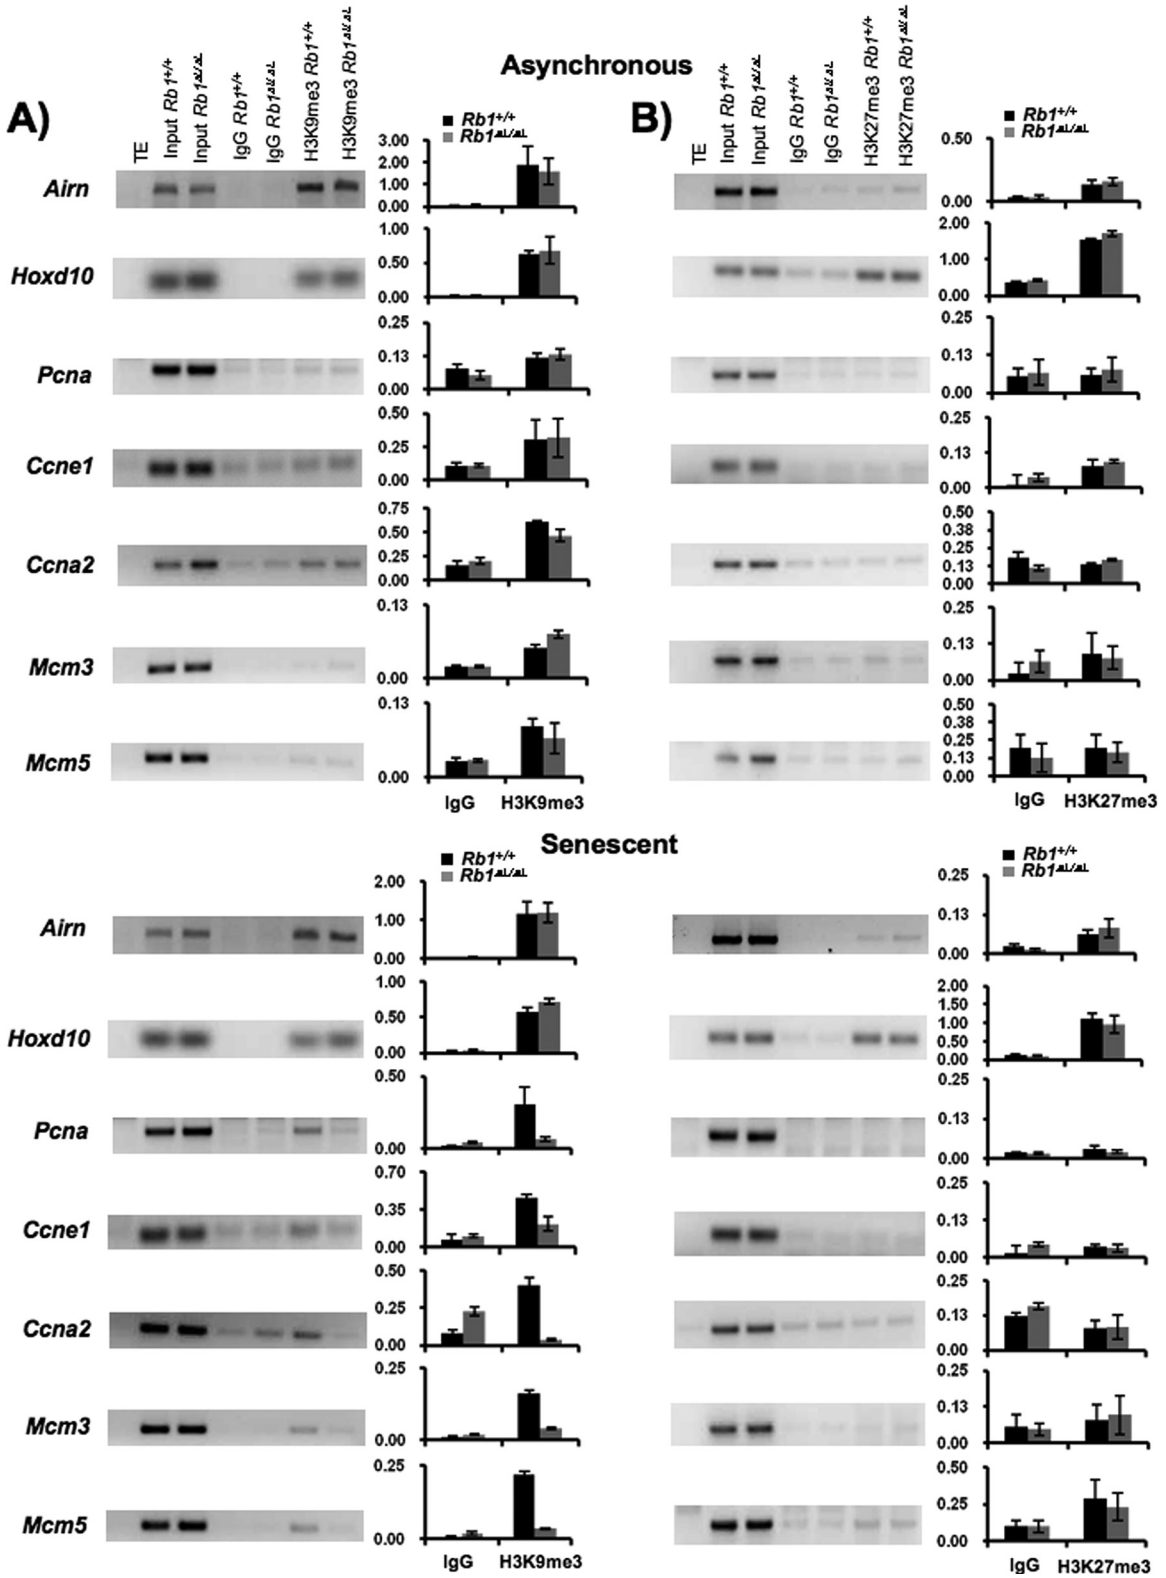 Asynchronous
A)
TE
Input Rb1+/+
Input Rb1ΔL/ΔL
IgG Rb1+/+
IgG Rb1ΔL/ΔL
H3K9me3 Rb1+/+
H3K9me3 Rb1ΔL/ΔL
Rb1+/+
Rb1ΔL/ΔL
Airn
3.00
2.00
1.00
0.00
Hoxd10
1.00
0.50
0.00
Pcna
0.25
0.13
0.00
Ccne1
0.50
0.25
0.00
Ccna2
0.75
0.50
0.25
0.00
Mcm3
0.13
0.00
Mcm5
0.13
0.00
IgG H3K9me3
B)
TE
Input Rb1+/+
Input Rb1ΔL/ΔL
IgG Rb1+/+
IgG Rb1ΔL/ΔL
H3K27me3 Rb1+/+
H3K27me3 Rb1ΔL/ΔL
Rb1+/+
Rb1ΔL/ΔL
0.50
0.00
2.00
1.00
0.00
0.25
0.13
0.00
0.25
0.13
0.00
0.50
0.38
0.25
0.13
0.00
0.25
0.13
0.00
0.50
0.38
0.25
0.13
0.00
IgG H3K27me3
Senescent
Rb1+/+
Rb1ΔL/ΔL
Airn
2.00
1.00
0.00
Hoxd10
1.00
0.50
0.00
Pcna
0.50
0.00
Ccne1
0.70
0.35
0.00
Ccna2
0.50
0.25
0.00
Mcm3
0.25
0.00
Mcm5
0.25
0.00
IgG H3K9me3
Rb1+/+
Rb1ΔL/ΔL
0.25
0.13
0.00
2.00
1.50
1.00
0.50
0.00
0.25
0.13
0.00
0.25
0.13
0.00
0.25
0.13
0.00
0.25
0.13
0.00
0.50
0.25
0.00
IgG H3K27me3